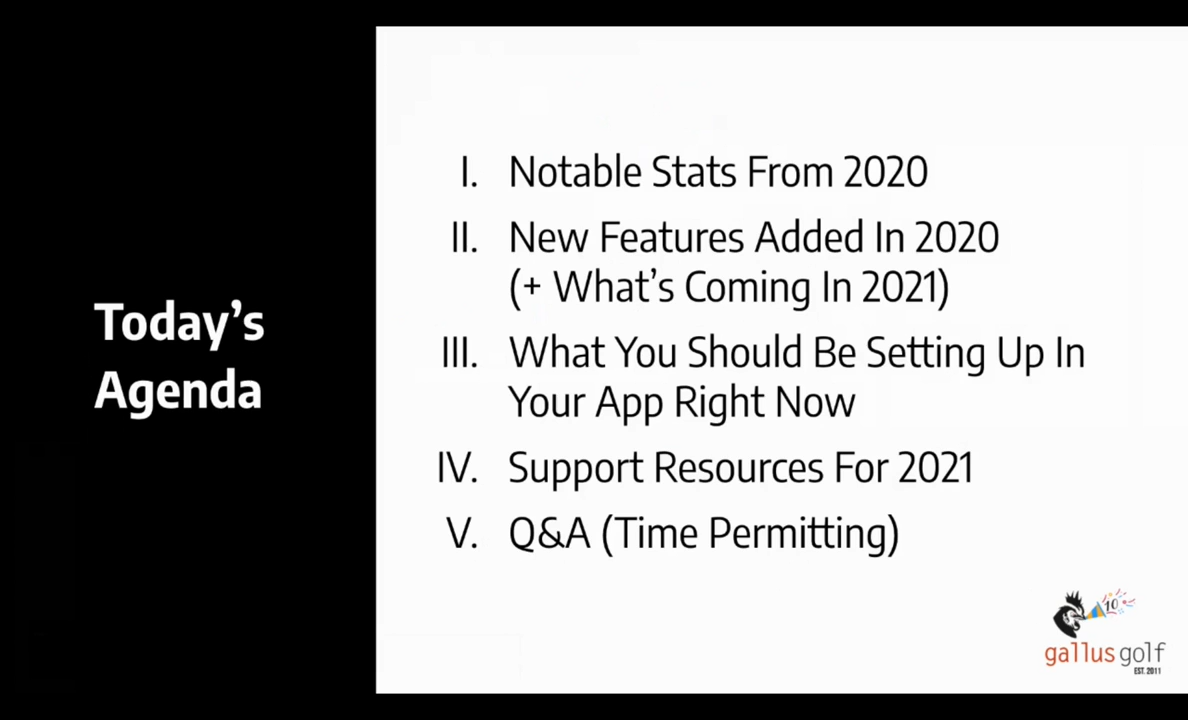 Today's
Agenda
I. Notable Stats From 2020
II. New Features Added In 2020
(+ What's Coming In 2021)
III. What You Should Be Setting Up In
Your App Right Now
IV. Support Resources For 2021
V. Q&A (Time Permitting)
10
gallus golf
EST. 2011